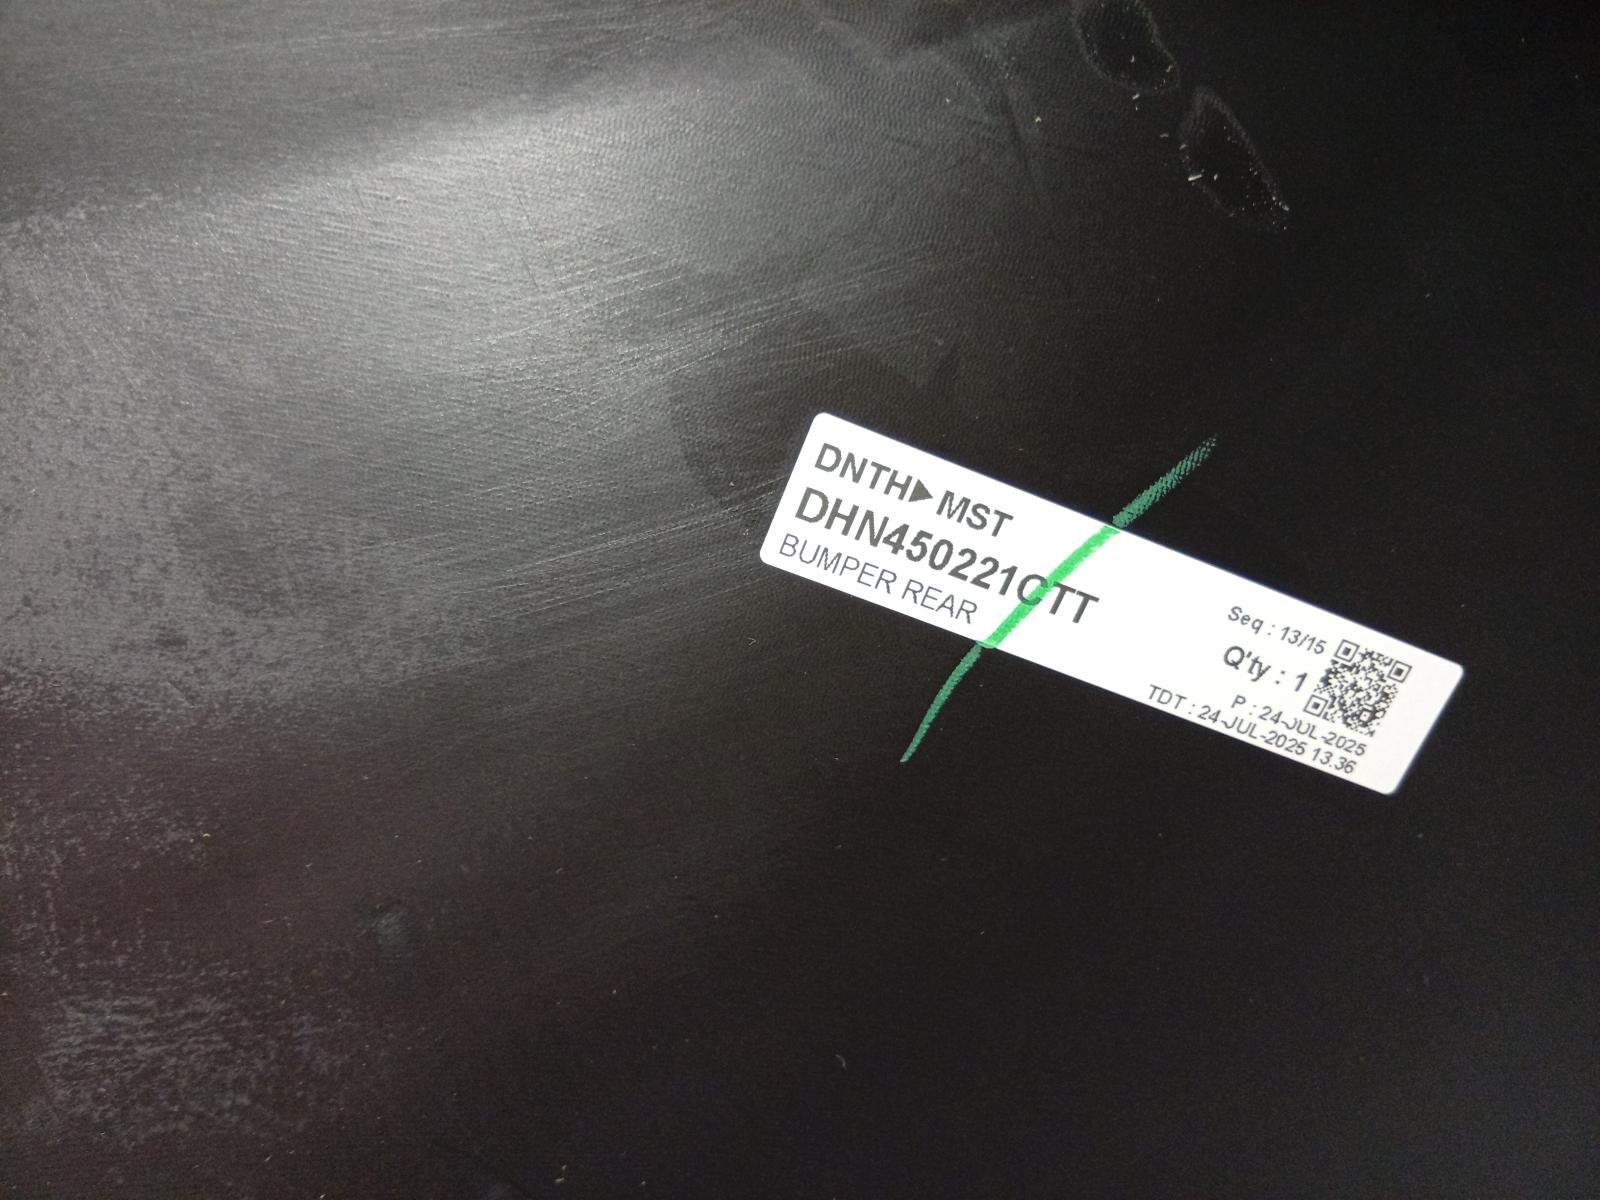 DNTH▶MST
DHN450221CTT
BUMPER REAR
Seq : 13/15
Q'ty : 1
P : 24-JUL-2025
TDT : 24-JUL-2025 13.36